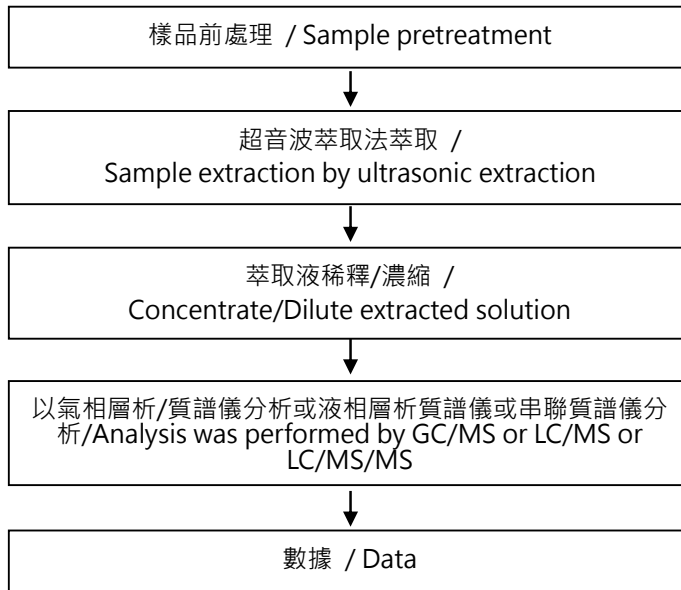 樣品前處理 / Sample pretreatment
超音波萃取法萃取 /
Sample extraction by ultrasonic extraction
萃取液稀釋/濃縮 /
Concentrate/Dilute extracted solution
以氣相層析/質譜儀分析或液相層析質譜儀或串聯質譜儀分
析/Analysis was performed by GC/MS or LC/MS or
LC/MS/MS
數據 / Data